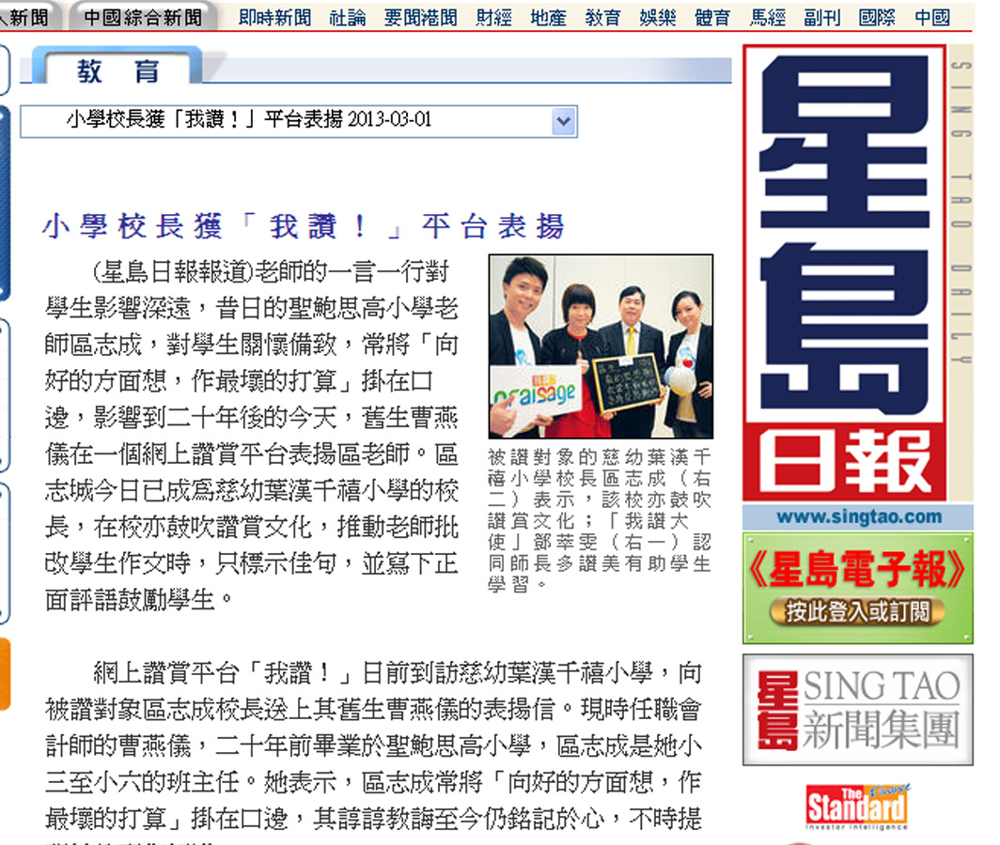 人新聞
中國綜合新聞
即時新聞 社論 要聞港聞 財經 地產 教育 娛樂 體育 馬經 副刊 國際 中國
教 育
小學校長獲「我讚！」平台表揚 2013-03-01
小學校長獲「我讚！」平台表揚
(星島日報報道)老師的一言一行對
學生影響深遠，昔日的聖鮑思高小學老
師區志成，對學生關懷備致，常將「向
好的方面想，作最壞的打算」掛在口
邊，影響到二十年後的今天，舊生曹燕
儀在一個網上讚賞平台表揚區老師。區
志城今日已成為慈幼葉漢千禧小學的校
長，在校亦鼓吹讚賞文化，推動老師批
改學生作文時，只標示佳句，並寫下正
面評語鼓勵學生。
我讚!
praisage
被讚對象的慈幼葉漢千
禧小學校長區志成（右
二）表示，該校亦鼓吹
讚賞文化；「我讚大
使」鄧萃雯（右一）認
同師長多讚美有助學生
學習。
網上讚賞平台「我讚！」日前到訪慈幼葉漢千禧小學，向
被讚對象區志成校長送上其舊生曹燕儀的表揚信。現時任職會
計師的曹燕儀，二十年前畢業於聖鮑思高小學，區志成是她小
三至小六的班主任。她表示，區志成常將「向好的方面想，作
最壞的打算」掛在口邊，其諄諄教誨至今仍銘記於心，不時提
星島日報
SING TAO DAILY
www.singtao.com
《星島電子報》
按此登入或訂閱
星島
SING TAO
新聞集團
The Standard
Finance
Investor Intelligence